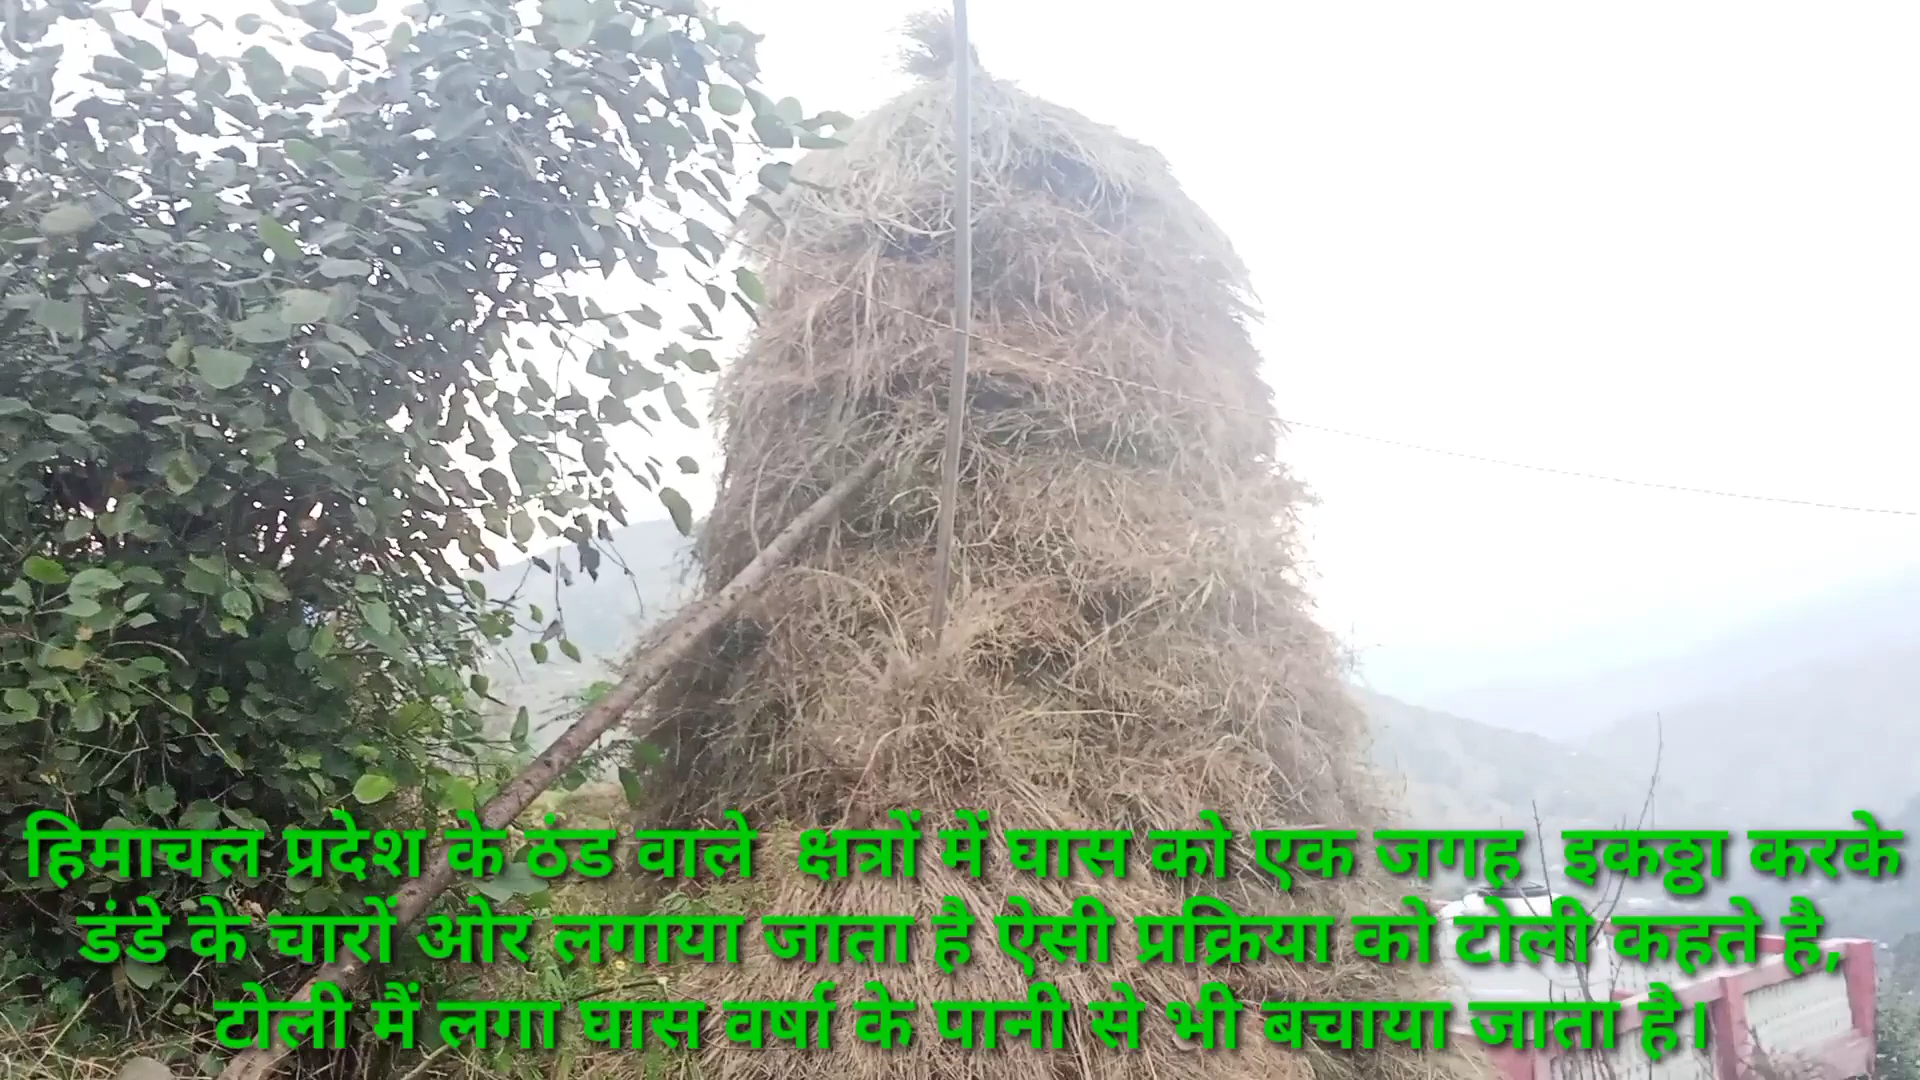 हिमाचल प्रदेश के ठंड वाले क्षत्रों में घास को एक जगह इकठ्ठा करके
डंडे के चारों ओर लगाया जाता है ऐसी प्रक्रिया को टोली कहते है,
टोली मैं लगा घास वर्षा के पानी से भी बचाया जाता है।